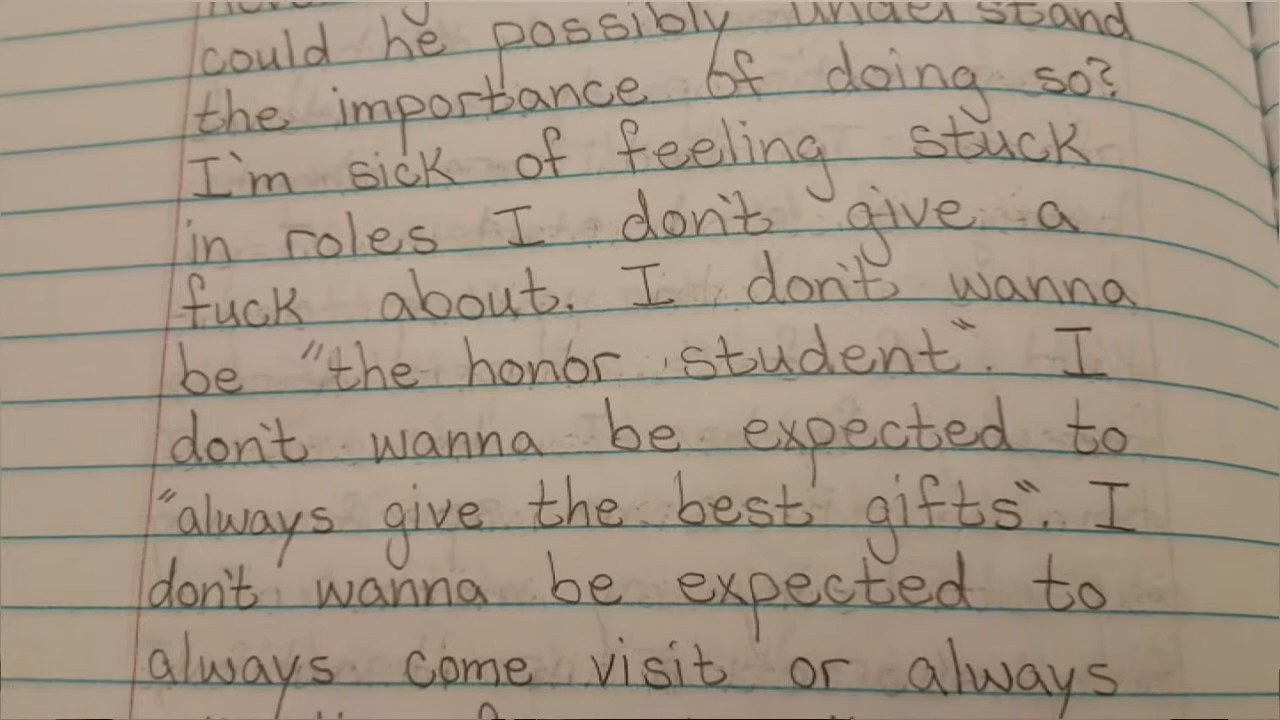 could he possibly understand
the importance of doing so?
I'm sick of feeling stuck
in roles I don't give a
fuck about. I don't wanna
be "the honor student". I
don't wanna be expected to
"always give the best gifts". I
don't wanna be expected to
always come visit or always